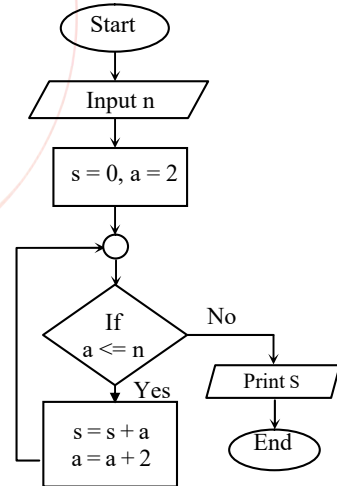 Start
Input n
s = 0, a = 2
If
a <= n
No
Yes
Print S
s = s + a
a = a + 2
End